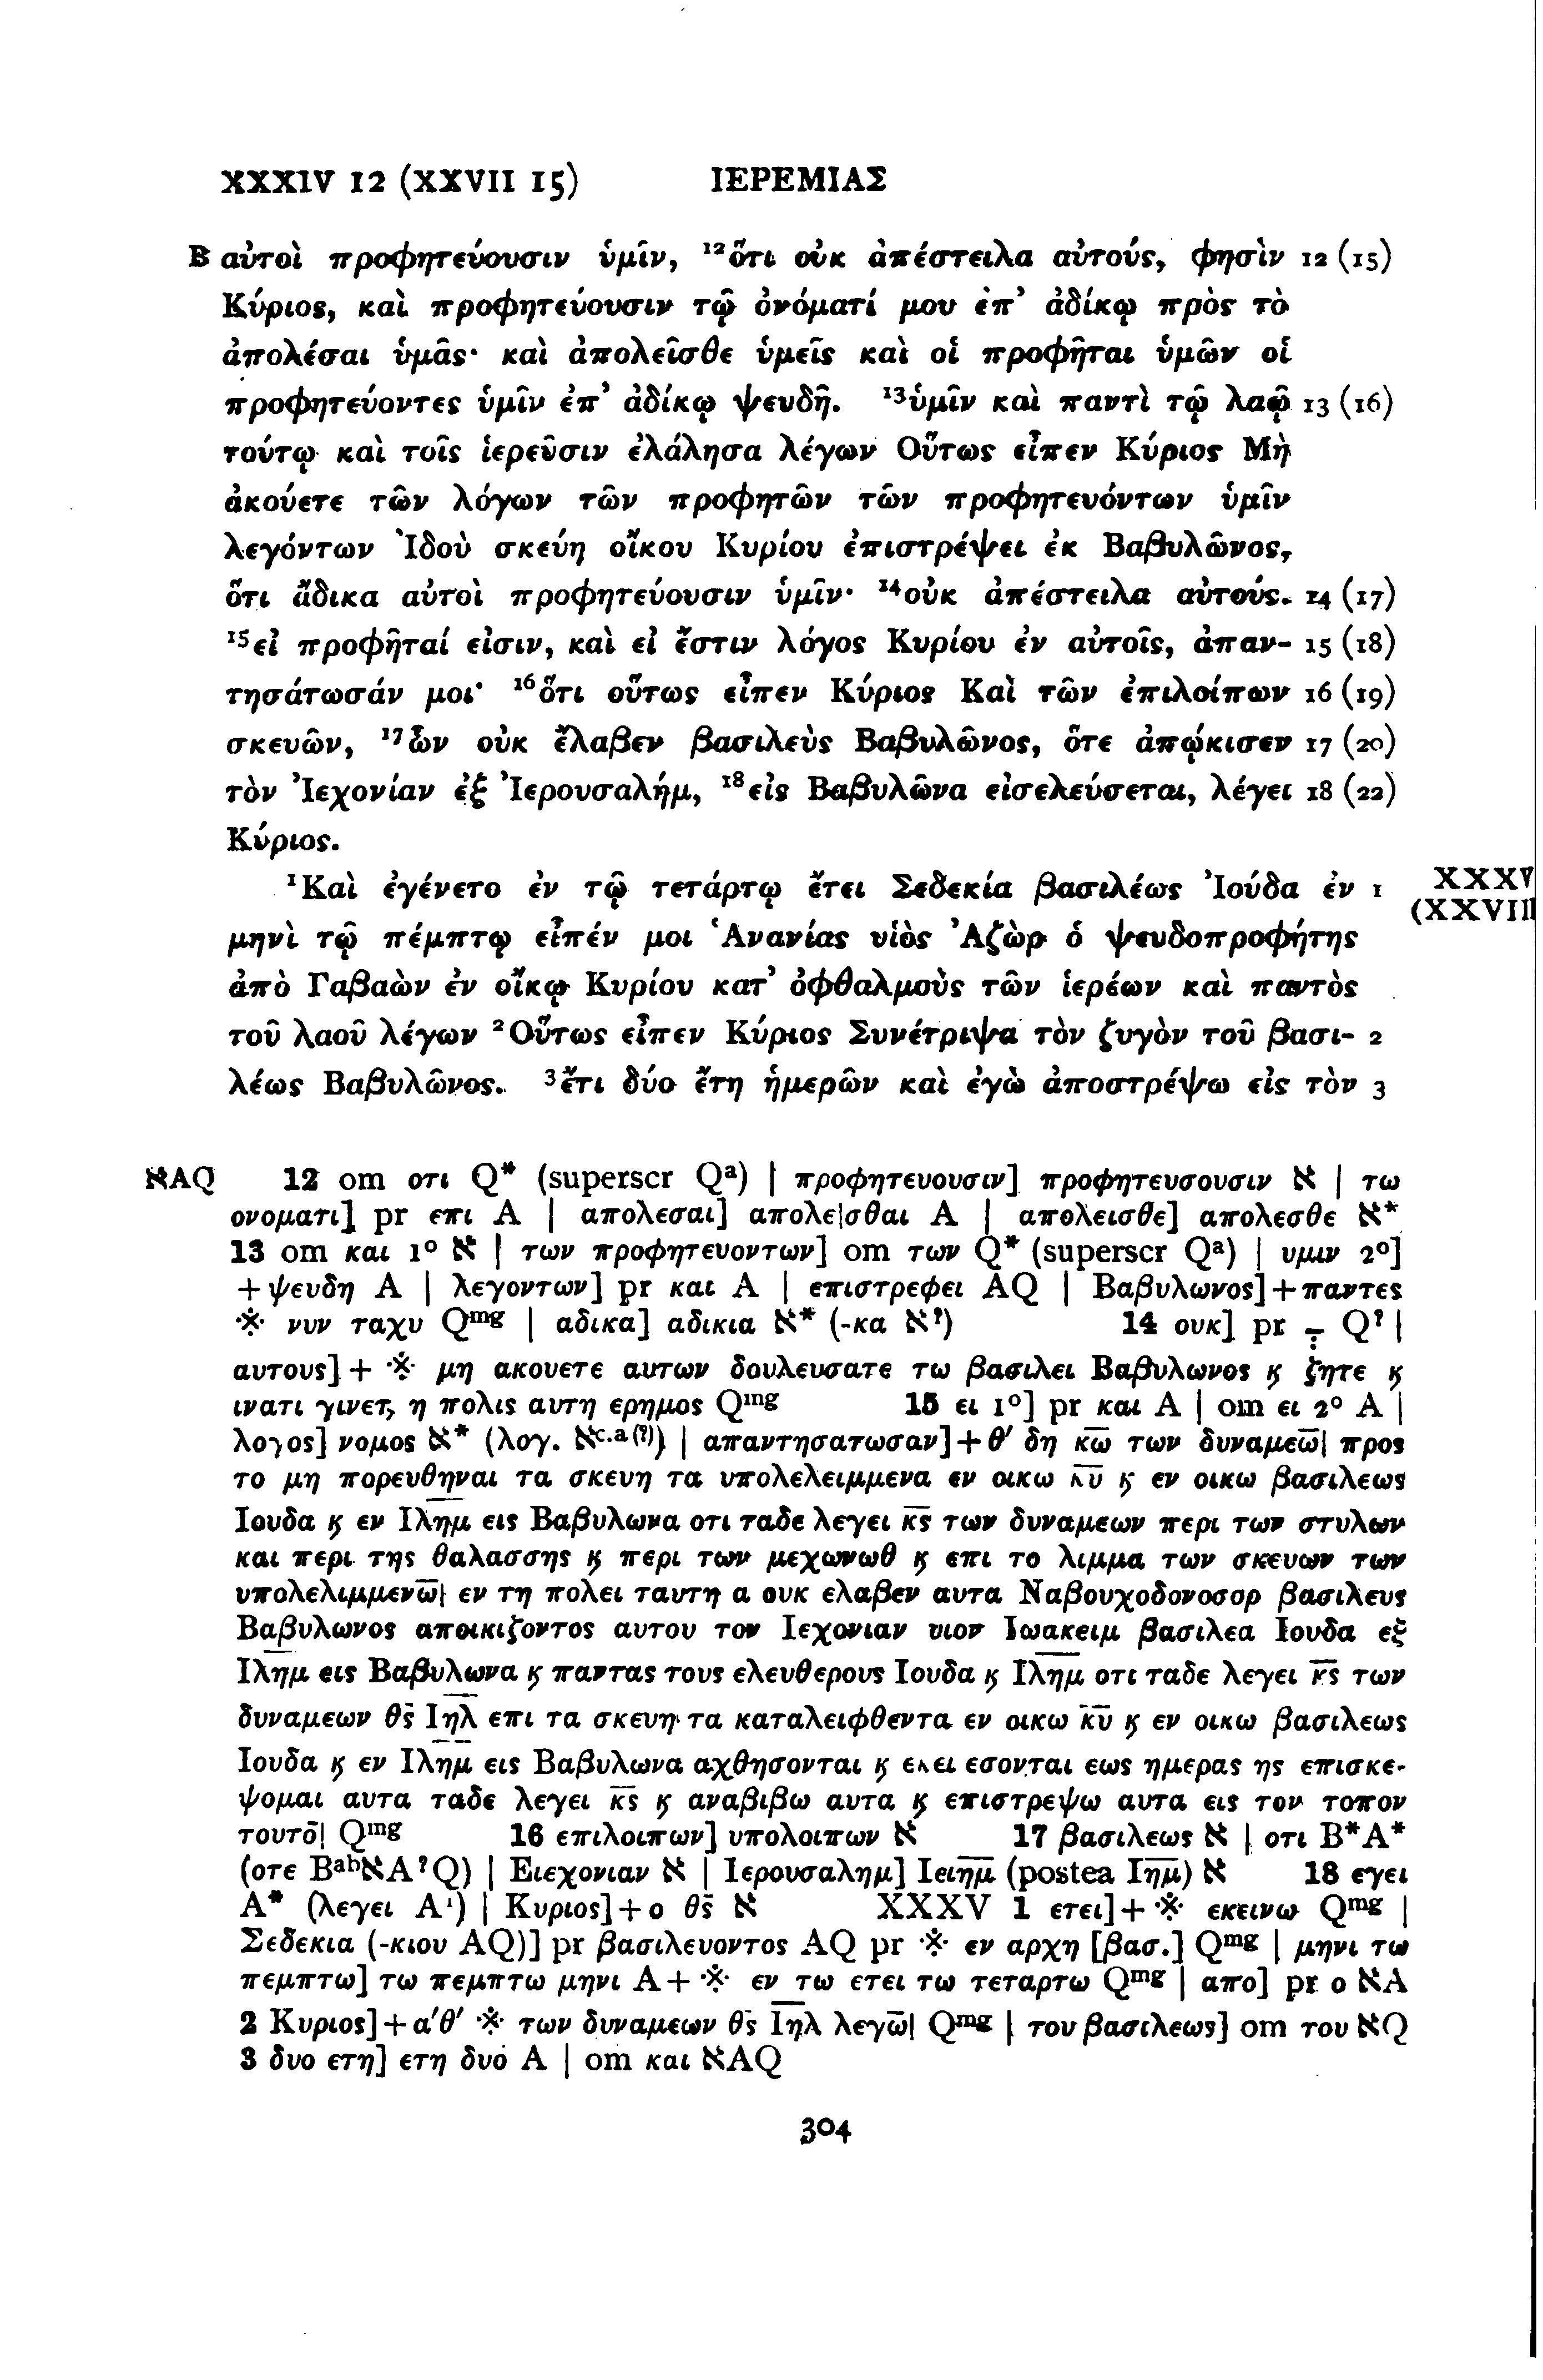 XXXIV 12 (XXVII 15) ΙΕΡΕΜΙΑΣ
B αὐτοὶ προφητεύουσιν ὑμῖν, ¹²ὅτι οὐκ ἀπέστειλα αὐτούς, φησὶν 12 (15)
Κύριος, καὶ προφητεύουσιν τῷ ὀνόματί μου ἐπ’ ἀδίκῳ πρὸς τὸ
ἀπολέσαι ὑμᾶς· καὶ ἀπολεῖσθε ὑμεῖς καὶ οἱ προφῆται ὑμῶν οἱ
προφητεύοντες ὑμῖν ἐπ’ ἀδίκῳ ψευδῆ. ¹³ὑμῖν καὶ παντὶ τῷ λαῷ 13 (16)
τούτῳ καὶ τοῖς ἱερεῦσιν ἐλάλησα λέγων Οὕτως εἶπεν Κύριος Μὴ
ἀκούετε τῶν λόγων τῶν προφητῶν τῶν προφητευόντων ὑμῖν
λεγόντων Ἰδοὺ σκεύη οἴκου Κυρίου ἐπιστρέψει ἐκ Βαβυλῶνος,
ὅτι ἄδικα αὐτοὶ προφητεύουσιν ὑμῖν· ¹⁴οὐκ ἀπέστειλα αὐτούς. 14 (17)
¹⁵εἰ προφῆταί εἰσιν, καὶ εἰ ἔστιν λόγος Κυρίου ἐν αὐτοῖς, ἀπαν- 15 (18)
τησάτωσάν μοι· ¹⁶ὅτι οὕτως εἶπεν Κύριος Καὶ τῶν ἐπιλοίπων 16 (19)
σκευῶν, ¹⁷ὧν οὐκ ἔλαβεν βασιλεὺς Βαβυλῶνος, ὅτε ἀπῴκισεν 17 (20)
τὸν Ἰεχονίαν ἐξ Ἰερουσαλήμ, ¹⁸εἰς Βαβυλῶνα εἰσελεύσεται, λέγει 18 (22)
Κύριος.
¹Καὶ ἐγένετο ἐν τῷ τετάρτῳ ἔτει Σεδεκία βασιλέως Ἰούδα ἐν 1 XXXV
(XXVIII
μηνὶ τῷ πέμπτῳ εἶπέν μοι Ἁνανίας υἱὸς Ἀζὼρ ὁ ψευδοπροφήτης
ἀπὸ Γαβαὼν ἐν οἴκῳ Κυρίου κατ’ ὀφθαλμοὺς τῶν ἱερέων καὶ παντὸς
τοῦ λαοῦ λέγων ²Οὕτως εἶπεν Κύριος Συνέτριψα τὸν ζυγὸν τοῦ βασι- 2
λέως Βαβυλῶνος. ³ἔτι δύο ἔτη ἡμερῶν καὶ ἐγὼ ἀποστρέψω εἰς τὸν 3
ℵAQ 12 om οτι Q* (superscr Qᵃ) | προφητευουσιν] προφητευσουσιν ℵ | τω
ονοματι] pr επι A | απολεσαι] απολε|σθαι A | απολεισθε] απολεσθε ℵ*
13 om και 1° ℵ | των προφητευοντων] om των Q* (superscr Qᵃ) | υμιν 2°]
+ψευδη A | λεγοντων] pr και A | επιστρεφει AQ | Βαβυλωνος]+παντες
※ νυν ταχυ Qᵐᵍ | αδικα] αδικια ℵ* (-κα ℵ?) 14 ουκ] pr ÷ Q? |
αυτους]+ ※ μη ακουετε αυτων δουλευσατε τω βασιλει Βαβυλωνος ϗ ζητε ϗ
ινατι γινετ, η πολις αυτη ερημος Qᵐᵍ 15 ει 1°] pr και A | om ει 2° A |
λογος] νομος ℵ* (λογ. ℵᶜ·ᵃ⁽?⁾) | απαντησατωσαν]+θ′ δη κ̅ω̅ των δυναμεω̅| προς
το μη πορευθηναι τα σκευη τα υπολελειμμενα εν οικω κ̅υ̅ ϗ εν οικω βασιλεως
Ιουδα ϗ εν Ι̅λ̅η̅μ̅ εις Βαβυλωνα οτι ταδε λεγει κ̅ς̅ των δυναμεων περι των στυλων
και περι της θαλασσης ϗ περι των μεχωνωθ ϗ επι το λιμμα των σκευων των
υπολελιμμενω̅| εν τη πολει ταυτη α ουκ ελαβεν αυτα Ναβουχοδονοσορ βασιλευς
Βαβυλωνος αποικιζοντος αυτου τον Ιεχονιαν υιον Ιωακειμ βασιλεα Ιουδα εξ
Ι̅λ̅η̅μ̅ εις Βαβυλωνα ϗ παντας τους ελευθερους Ιουδα ϗ Ι̅λ̅η̅μ̅ οτι ταδε λεγει κ̅ς̅ των
δυναμεων θ̅ς̅ Ι̅η̅λ̅ επι τα σκευη τα καταλειφθεντα εν οικω κ̅υ̅ ϗ εν οικω βασιλεως
Ιουδα ϗ εν Ι̅λ̅η̅μ̅ εις Βαβυλωνα αχθησονται ϗ εκει εσονται εως ημερας ης επισκε-
ψομαι αυτα ταδε λεγει κ̅ς̅ ϗ αναβιβω αυτα ϗ επιστρεψω αυτα εις τον τοπον
τουτο̅| Qᵐᵍ 16 επιλοιπων] υπολοιπων ℵ 17 βασιλεως ℵ | οτι B*A*
(οτε BᵃᵇℵA?Q) | Ειεχονιαν ℵ | Ιερουσαλημ] Ιειη̅μ̅ (postea Ιη̅μ̅) ℵ 18 εγει
A* (λεγει A¹) | Κυριος]+ο θ̅ς̅ ℵ XXXV 1 ετει]+ ※ εκεινω Qᵐᵍ |
Σεδεκια (-κιου AQ)] pr βασιλευοντος AQ pr ※ εν αρχη [βασ.] Qᵐᵍ | μηνι τω
πεμπτω] τω πεμπτω μηνι A+ ※ εν τω ετει τω τεταρτω Qᵐᵍ | απο] pr ο ℵA
2 Κυριος]+α′θ′ ※ των δυναμεων θ̅ς̅ Ι̅η̅λ̅ λεγω̅| Qᵐᵍ | του βασιλεως] om του ℵQ
3 δυο ετη] ετη δυο A | om και ℵAQ
304